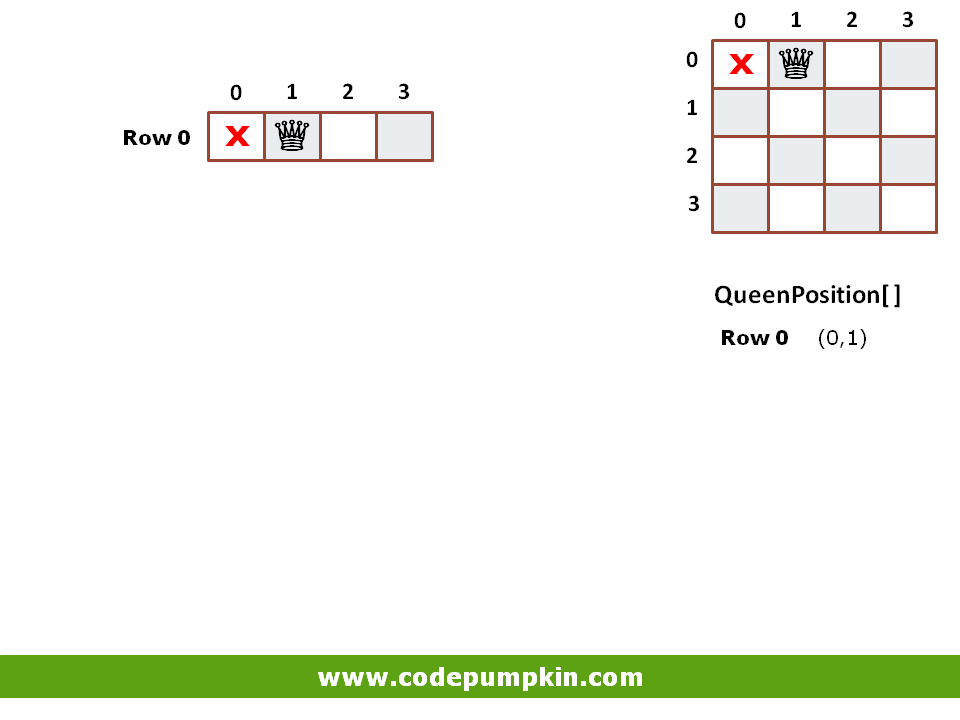 0 1 2 3
Row 0 X
0 1 2 3
0 X
1
2
3
QueenPosition[ ]
Row 0 (0,1)
www.codepumpkin.com